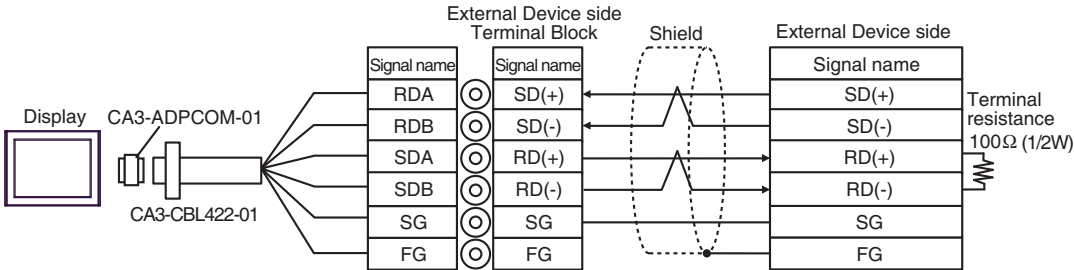 External Device side
Terminal Block
Shield
External Device side
Signal name Signal name Signal name
RDA SD(+) SD(+)
Terminal
resistance
100Ω (1/2W)
Display CA3-ADPCOM-01
RDB SD(-) SD(-)
SDA RD(+) RD(+)
SDB RD(-) RD(-)
CA3-CBL422-01
SG SG SG
FG FG FG